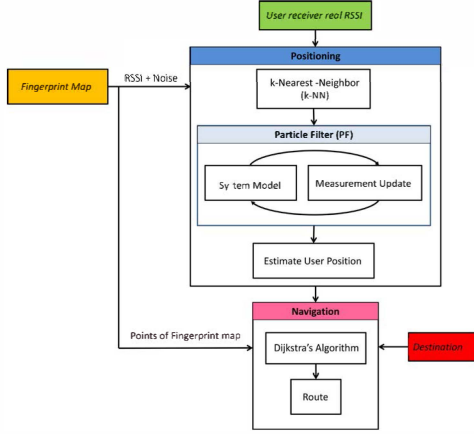 User receiver real RSSI
Positioning
Fingerprint Map
RSSI + Noise
k-Nearest -Neighbor
(k-NN)
Particle Filter (PF)
Sy tem Model
Measurement Update
Estimate User Position
Navigation
Points of Fingerprint map
Dijkstra's Algorithm
Destination
Route